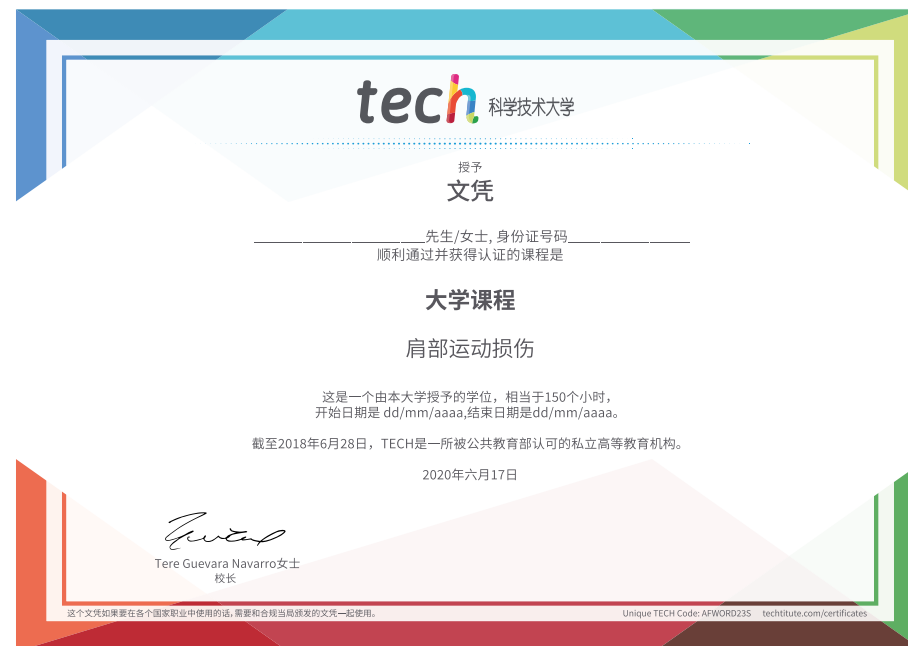 tech 科学技术大学
授予
文凭
先生/女士, 身份证号码
顺利通过并获得认证的课程是
大学课程
肩部运动损伤
这是一个由本大学授予的学位，相当于150个小时，
开始日期是 dd/mm/aaaa,结束日期是dd/mm/aaaa。
截至2018年6月28日，TECH是一所被公共教育部认可的私立高等教育机构。
2020年六月17日
Tere Guevara Navarro女士
校长
这个文凭如果要在各个国家职业中使用的话,需要和合规当局颁发的文凭一起使用。
Unique TECH Code: AFWORD23S techtitute.com/certificates